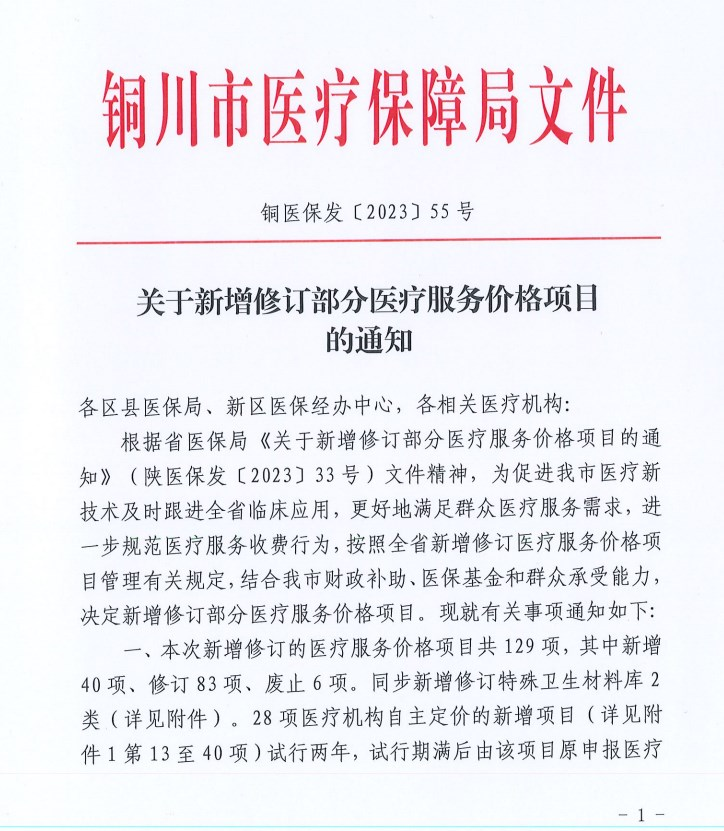 铜川市医疗保障局文件
铜医保发〔2023〕55号
关于新增修订部分医疗服务价格项目
的通知
各区县医保局、新区医保经办中心，各相关医疗机构：
根据省医保局《关于新增修订部分医疗服务价格项目的通
知》（陕医保发〔2023〕33号）文件精神，为促进我市医疗新
技术及时跟进全省临床应用，更好地满足群众医疗服务需求，进
一步规范医疗服务收费行为，按照全省新增修订医疗服务价格项
目管理有关规定，结合我市财政补助、医保基金和群众承受能力，
决定新增修订部分医疗服务价格项目。现就有关事项通知如下：
一、本次新增修订的医疗服务价格项目共129项，其中新增
40项、修订83项、废止6项。同步新增修订特殊卫生材料库2
类（详见附件）。28项医疗机构自主定价的新增项目（详见附
件1第13至40项）试行两年，试行期满后由该项目原申报医疗
- 1 -